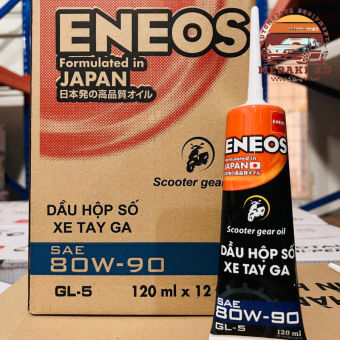 ENEOS
Formulated in
JAPAN
日本発の高品質オイル
Scooter gear
DẦU HỘP SỐ
XE TAY GA
SAE
80W-90
GL-5
120 ml x 12
ENEOS
ENEOS
Formulated in
JAPAN
日本発の高品質オイル
Scooter gear oil
DẦU HỘP SỐ
XE TAY GA
SAE
80W-90
GL-5
120 ml
AUTOMOTIVE EQUIPMENT